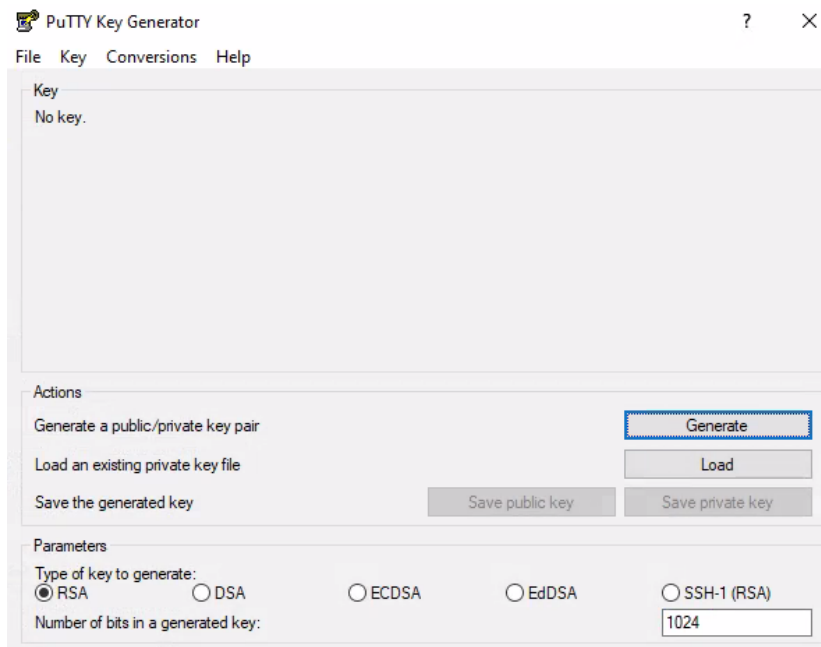 PuTTY Key Generator ?
File Key Conversions Help
Key
No key.
Actions
Generate a public/private key pair Generate
Load an existing private key file Load
Save the generated key Save public key Save private key
Parameters
Type of key to generate:
RSA DSA ECDSA EdDSA SSH-1 (RSA)
Number of bits in a generated key: 1024